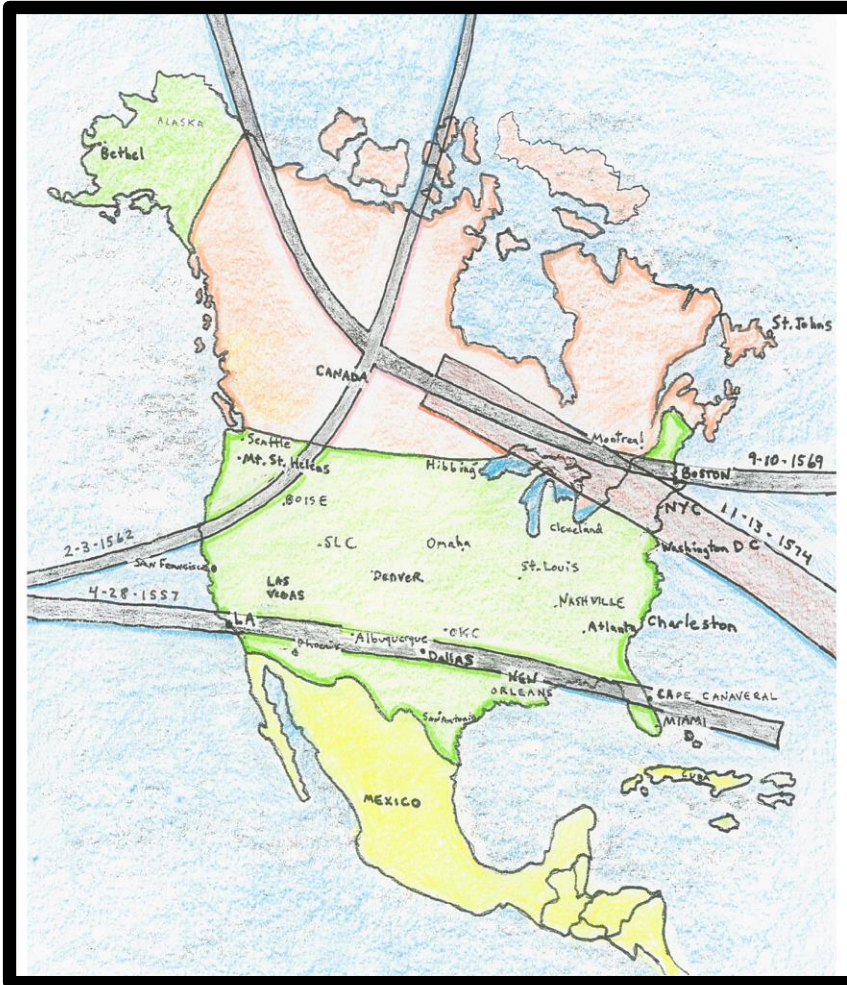 ALASKA
Bethel
St. Johns
CANADA
Montreal
Seattle
Mt. St. Helens
Hibbing
9-10-1569
BOSTON
BOISE
NYC
11-13-1574
Cleveland
2-3-1562
SLC
Omaha
Washington DC
SAN FRANCISCO
St. Louis
DENVER
LAS
VEGAS
4-28-1557
NASHVILLE
LA
Albuquerque
OKC
Atlanta
Charleston
Phoenix
DALLAS
NEW
ORLEANS
CAPE CANAVERAL
San Antonio
MIAMI
D
CUBA
MEXICO